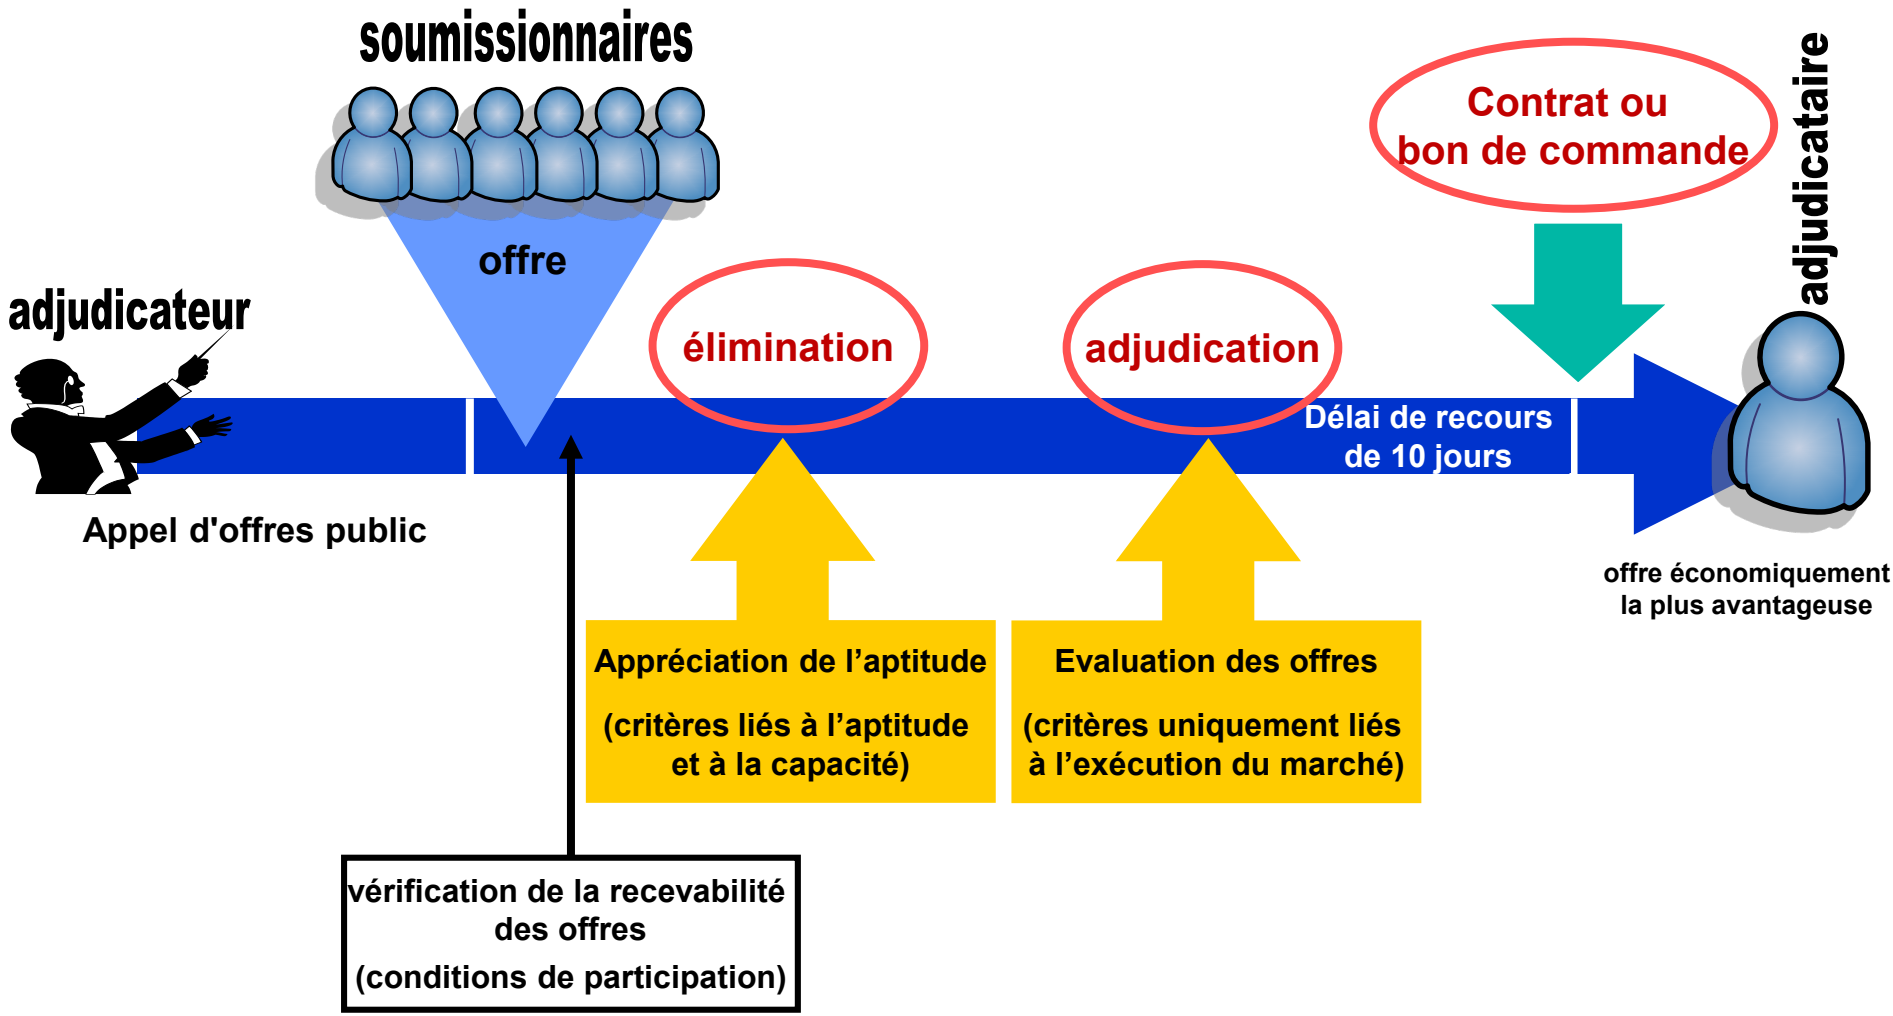 soumissionnaires
offre
adjudicateur
Appel d'offres public
vérification de la recevabilité
des offres
(conditions de participation)
élimination
Appréciation de l’aptitude
(critères liés à l’aptitude
et à la capacité)
adjudication
Evaluation des offres
(critères uniquement liés
à l’exécution du marché)
Délai de recours
de 10 jours
Contrat ou
bon de commande
adjudicataire
offre économiquement
la plus avantageuse